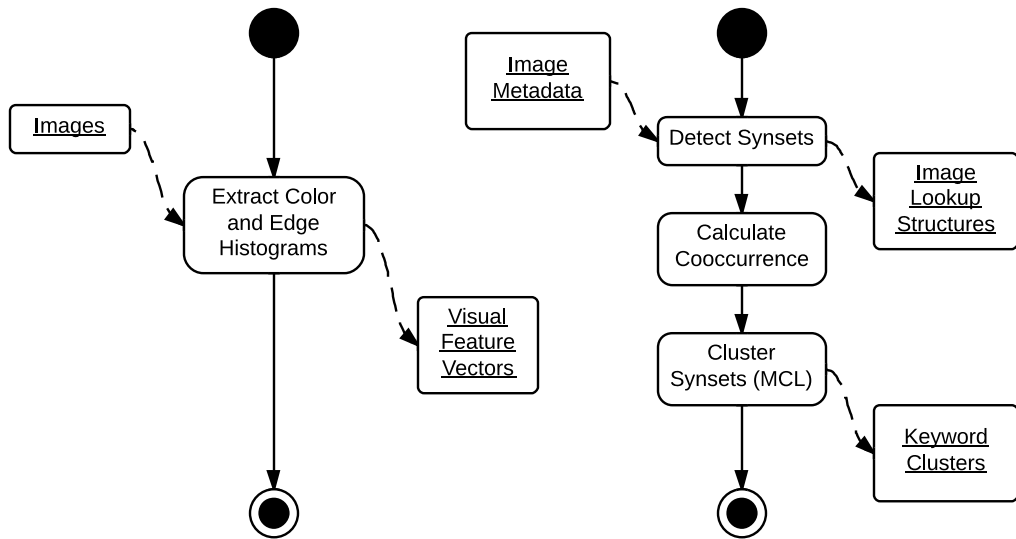 Images
Extract Color
and Edge
Histograms
Visual
Feature
Vectors
Image
Metadata
Detect Synsets
Image
Lookup
Structures
Calculate
Cooccurrence
Cluster
Synsets (MCL)
Keyword
Clusters